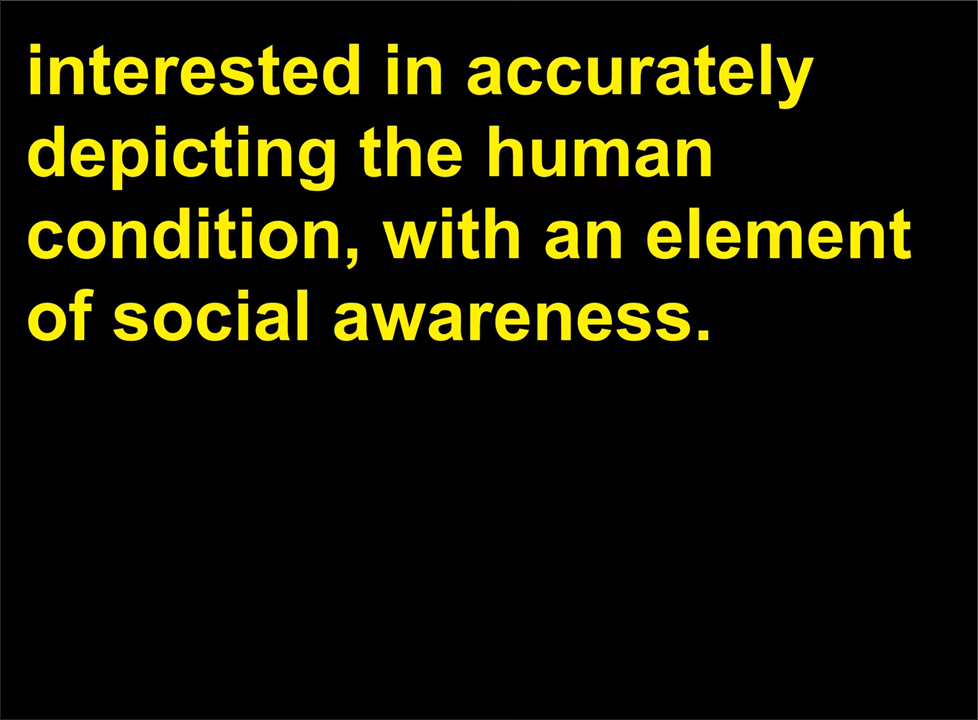 interested in accurately
depicting the human
condition, with an element
of social awareness.